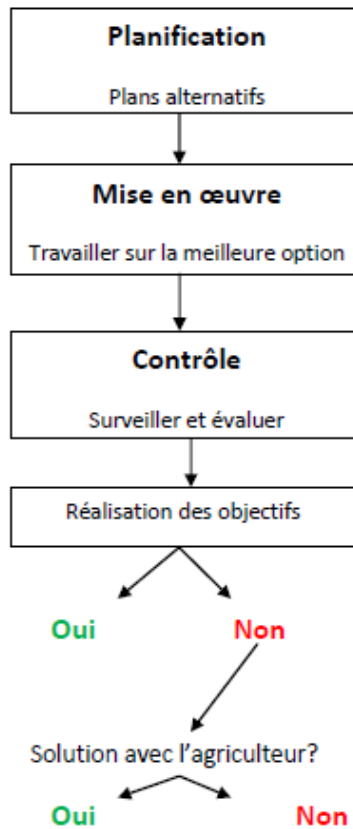 Planification
Plans alternatifs
Mise en œuvre
Travailler sur la meilleure option
Contrôle
Surveiller et évaluer
Réalisation des objectifs
Oui Non
Solution avec l'agriculteur?
Oui Non